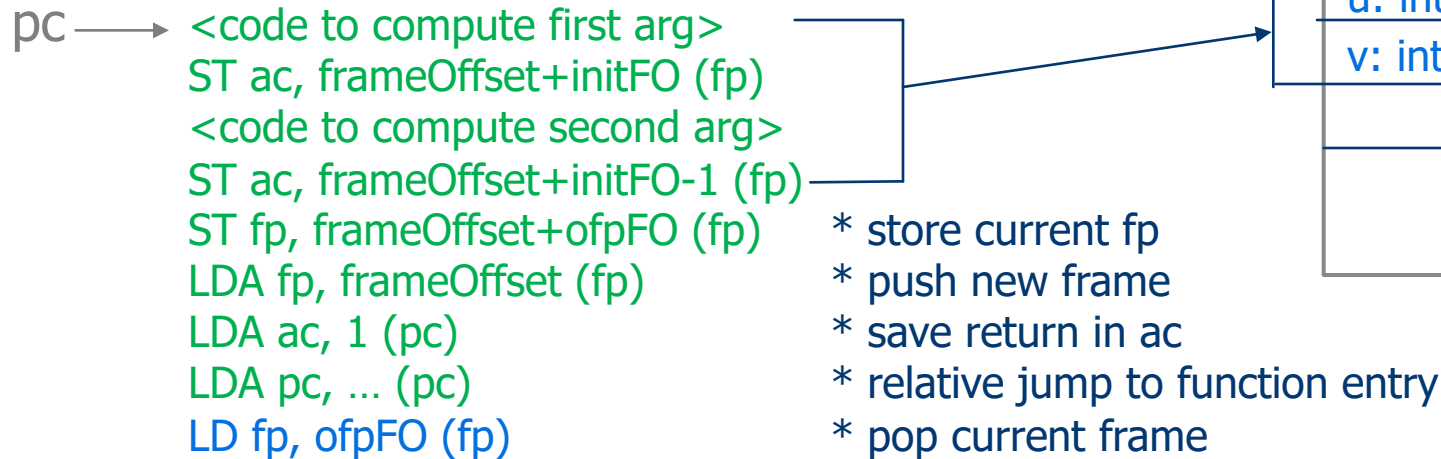 pc
<code to compute first arg>
ST ac, frameOffset+initFO (fp)
<code to compute second arg>
ST ac, frameOffset+initFO-1 (fp)
ST fp, frameOffset+ofpFO (fp) * store current fp
LDA fp, frameOffset (fp) * push new frame
LDA ac, 1 (pc) * save return in ac
LDA pc, … (pc) * relative jump to function entry
LD fp, ofpFO (fp) * pop current frame
v: int